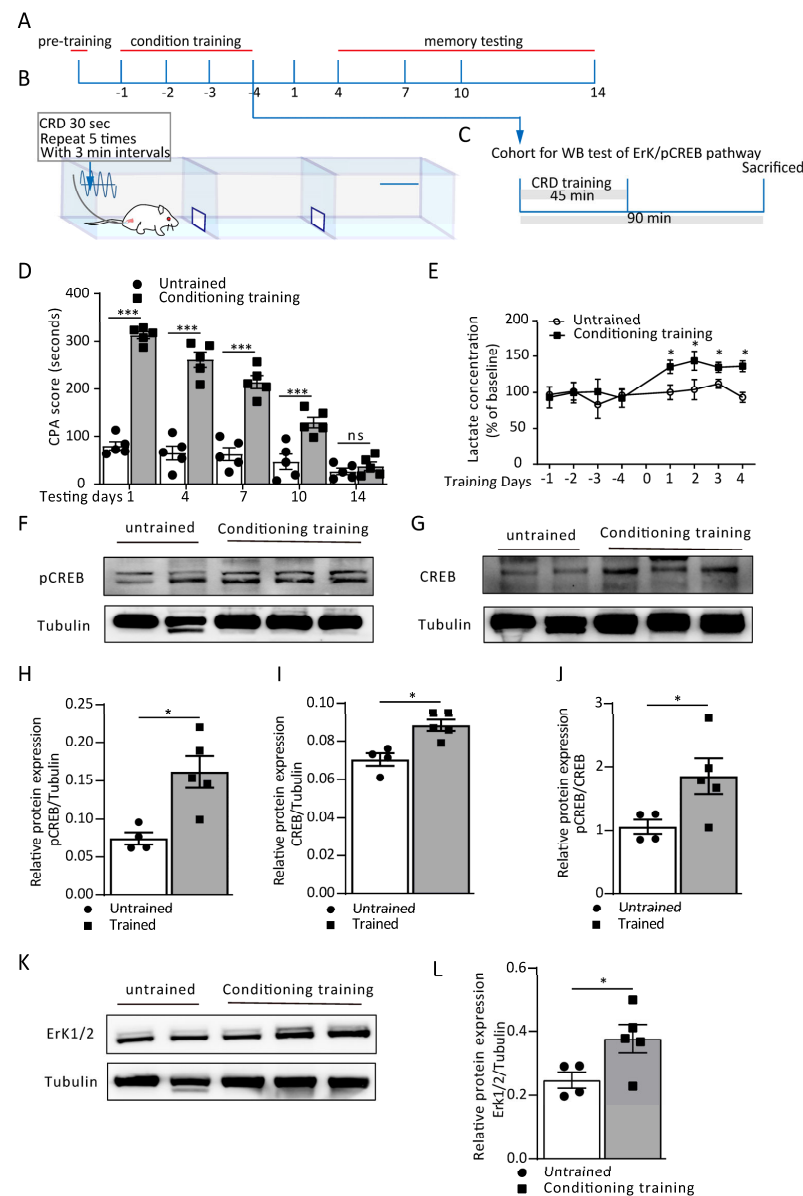 A
pre-training condition training memory testing
B
-1 -2 -3 -4 1 4 7 10 14
CRD 30 sec
Repeat 5 times
With 3 min intervals
C
Cohort for WB test of ErK/pCREB pathway
Sacrificed
CRD training
45 min
90 min
D
Untrained
Conditioning training
CPA score (seconds)
400
300
200
100
0
*** *** *** *** ns
Testing days 1 4 7 10 14
E
Untrained
Conditioning training
Lactate concentration
(% of baseline)
200
150
100
50
0
* * * *
Training Days -1 -2 -3 -4 0 1 2 3 4
F
untrained Conditioning training
pCREB
Tubulin
G
untrained Conditioning training
CREB
Tubulin
H
Relative protein expression
pCREB/Tubulin
0.25
0.20
0.15
0.10
0.05
0.00
*
Untrained
Trained
I
Relative protein expression
CREB/Tubulin
0.10
0.08
0.06
0.04
0.02
0.00
*
Untrained
Trained
J
Relative protein expression
pCREB/CREB
3
2
1
0
*
Untrained
Trained
K
untrained Conditioning training
ErK1/2
Tubulin
L
Relative protein expression
Erk1/2/Tubulin
0.6
0.4
0.2
0.0
*
Untrained
Conditioning training